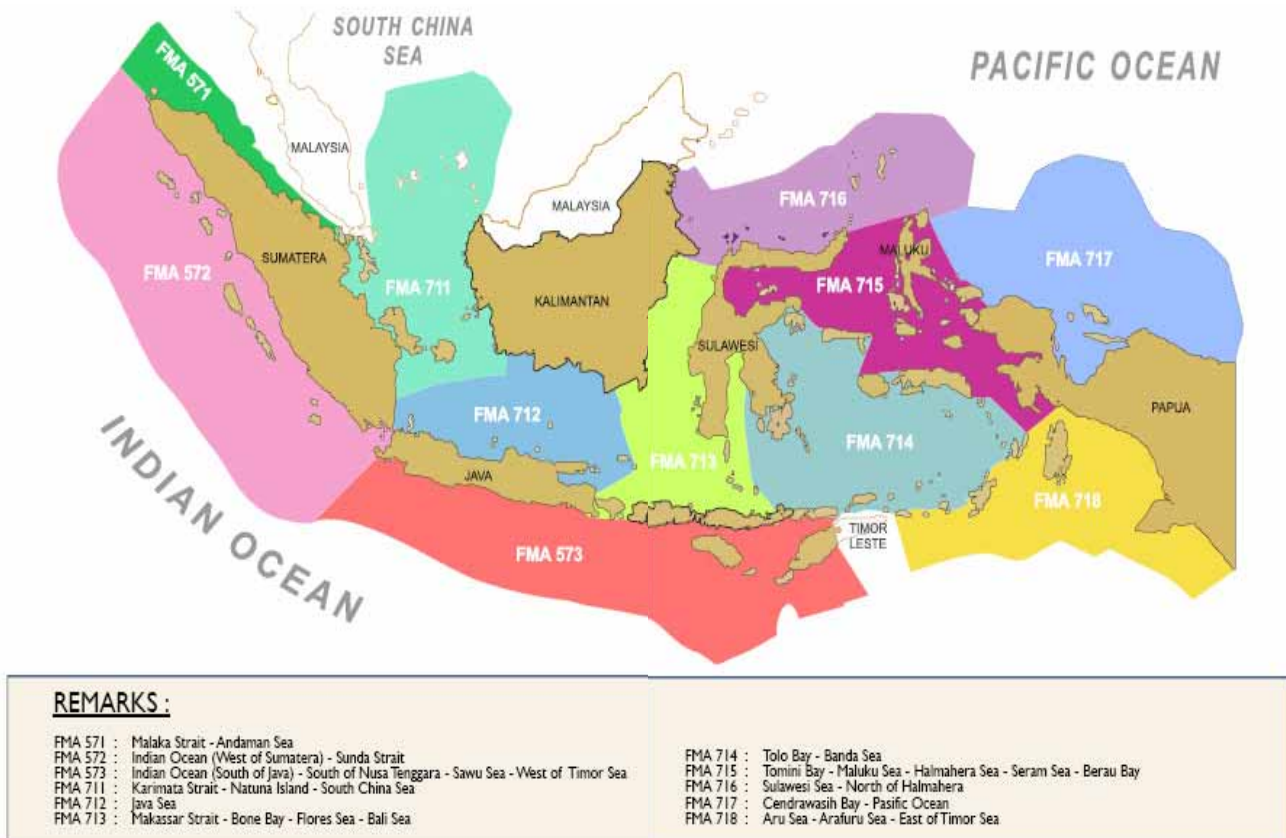 SOUTH CHINA
SEA
PACIFIC OCEAN
FMA 571
MALAYSIA
MALAYSIA
FMA 716
FMA 572
SUMATERA
FMA 711
KALIMANTAN
MALUKU
FMA 715
FMA 717
SULAWESI
FMA 712
FMA 713
FMA 714
PAPUA
JAVA
FMA 718
INDIAN OCEAN
FMA 573
TIMOR
LESTE
REMARKS :
FMA 571 : Malaka Strait - Andaman Sea
FMA 572 : Indian Ocean (West of Sumatera) - Sunda Strait
FMA 573 : Indian Ocean (South of Java) - South of Nusa Tenggara - Sawu Sea - West of Timor Sea
FMA 711 : Karimata Strait - Natuna Island - South China Sea
FMA 712 : Java Sea
FMA 713 : Makassar Strait - Bone Bay - Flores Sea - Bali Sea
FMA 714 : Tolo Bay - Banda Sea
FMA 715 : Tomini Bay - Maluku Sea - Halmahera Sea - Seram Sea - Berau Bay
FMA 716 : Sulawesi Sea - North of Halmahera
FMA 717 : Cendrawasih Bay - Pasific Ocean
FMA 718 : Aru Sea - Arafuru Sea - East of Timor Sea